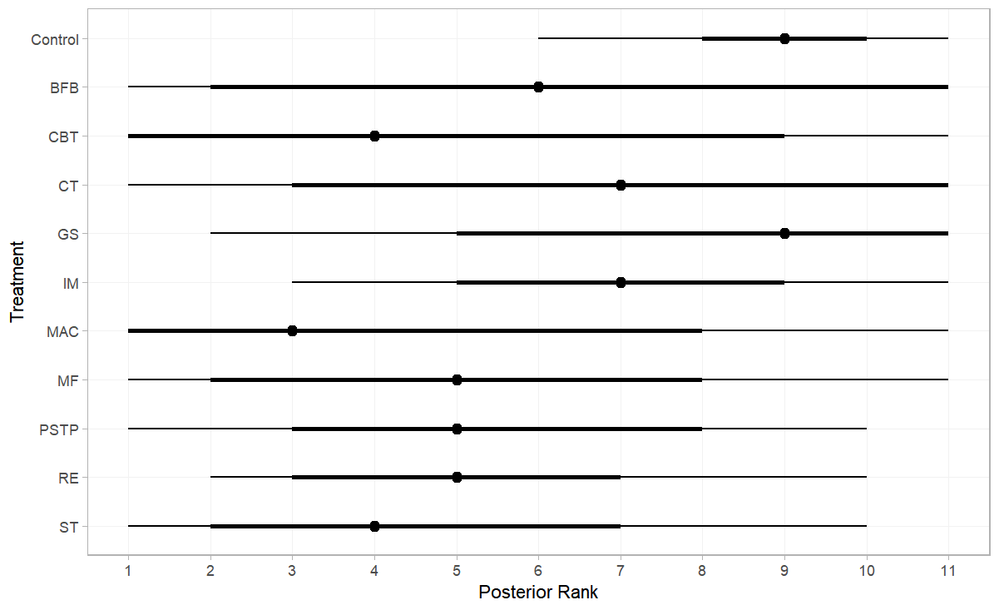 Control
BFB
CBT
CT
GS
IM
MAC
MF
PSTP
RE
ST
Treatment
1 2 3 4 5 6 7 8 9 10 11
Posterior Rank